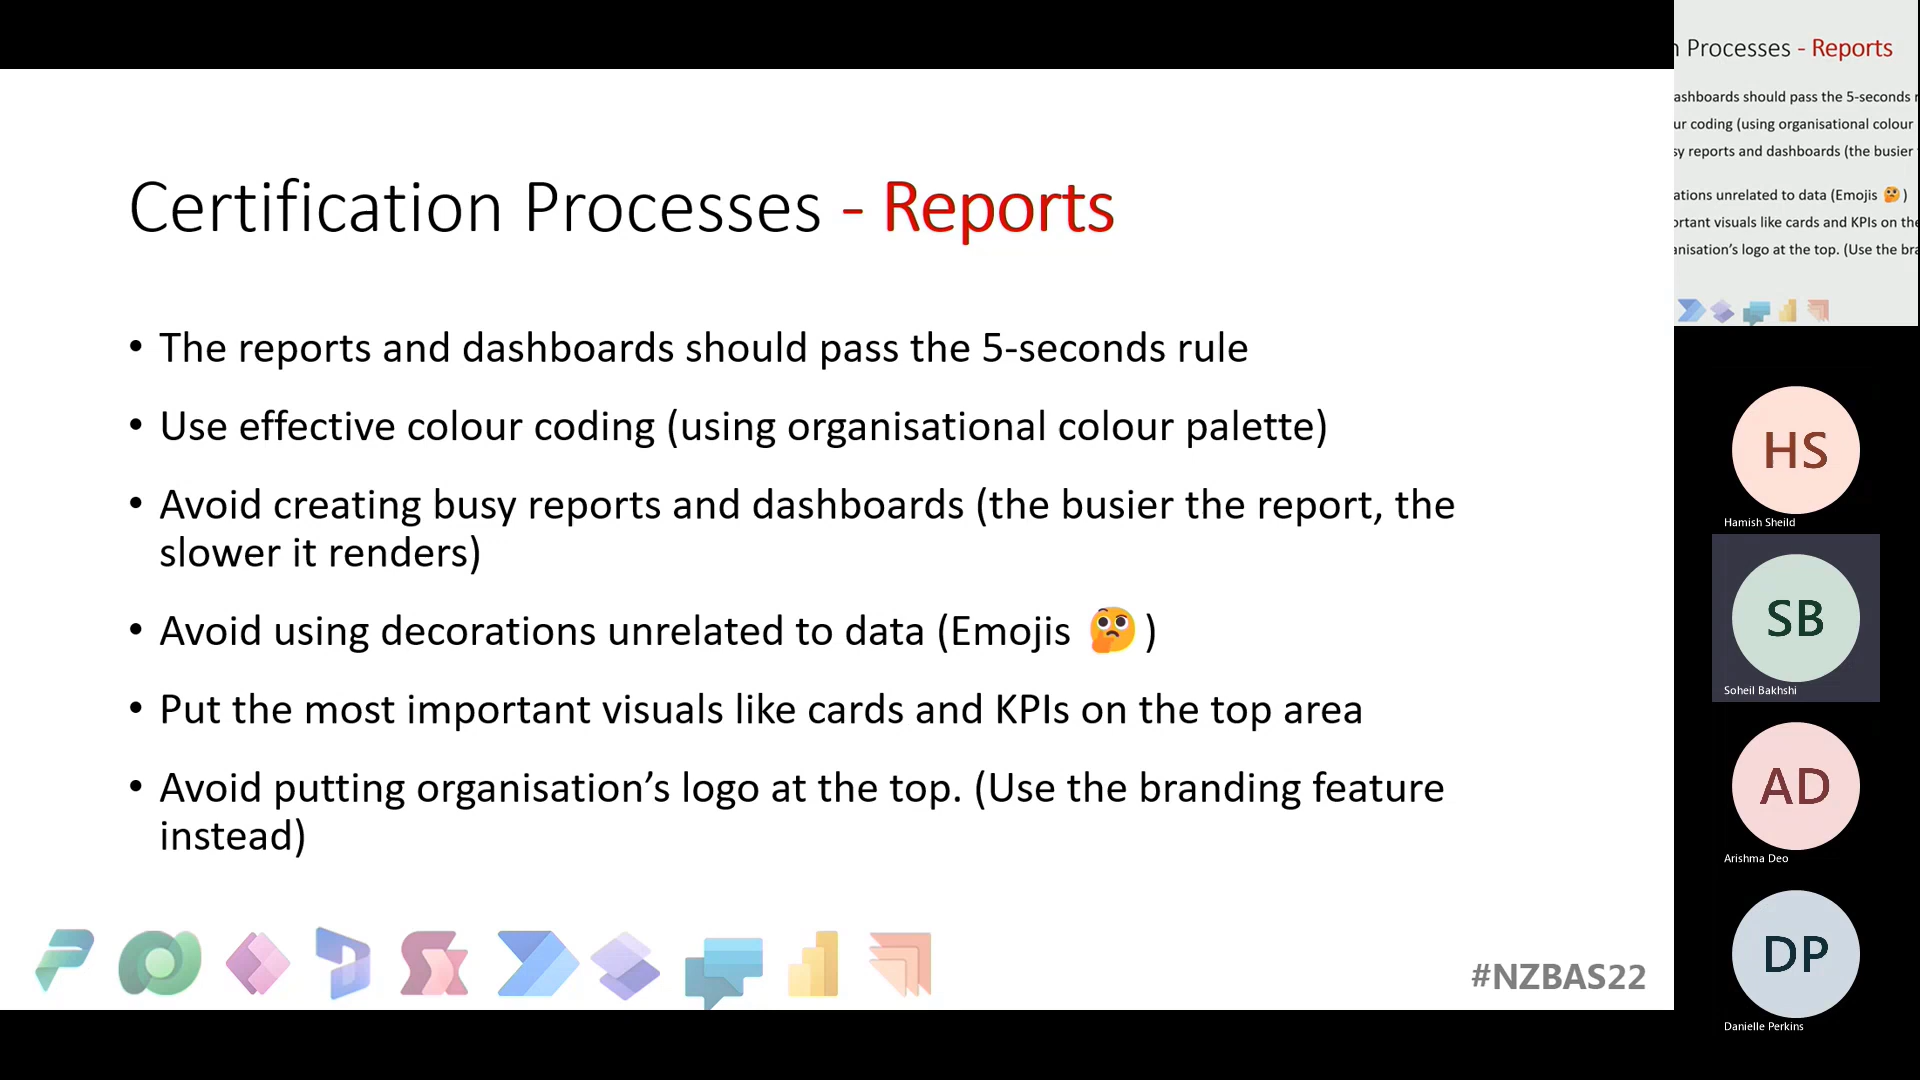 Certification Processes - Reports
• The reports and dashboards should pass the 5-seconds rule
• Use effective colour coding (using organisational colour palette)
• Avoid creating busy reports and dashboards (the busier the report, the
slower it renders)
• Avoid using decorations unrelated to data (Emojis 🤔 )
• Put the most important visuals like cards and KPIs on the top area
• Avoid putting organisation’s logo at the top. (Use the branding feature
instead)
#NZBAS22
Processes - Reports
ashboards should pass the 5-seconds
ur coding (using organisational colour
sy reports and dashboards (the busier
ations unrelated to data (Emojis 🤔 )
ortant visuals like cards and KPIs on the
anisation’s logo at the top. (Use the bra
HS
Hamish Sheild
SB
Soheil Bakhshi
AD
Arishma Deo
DP
Danielle Perkins